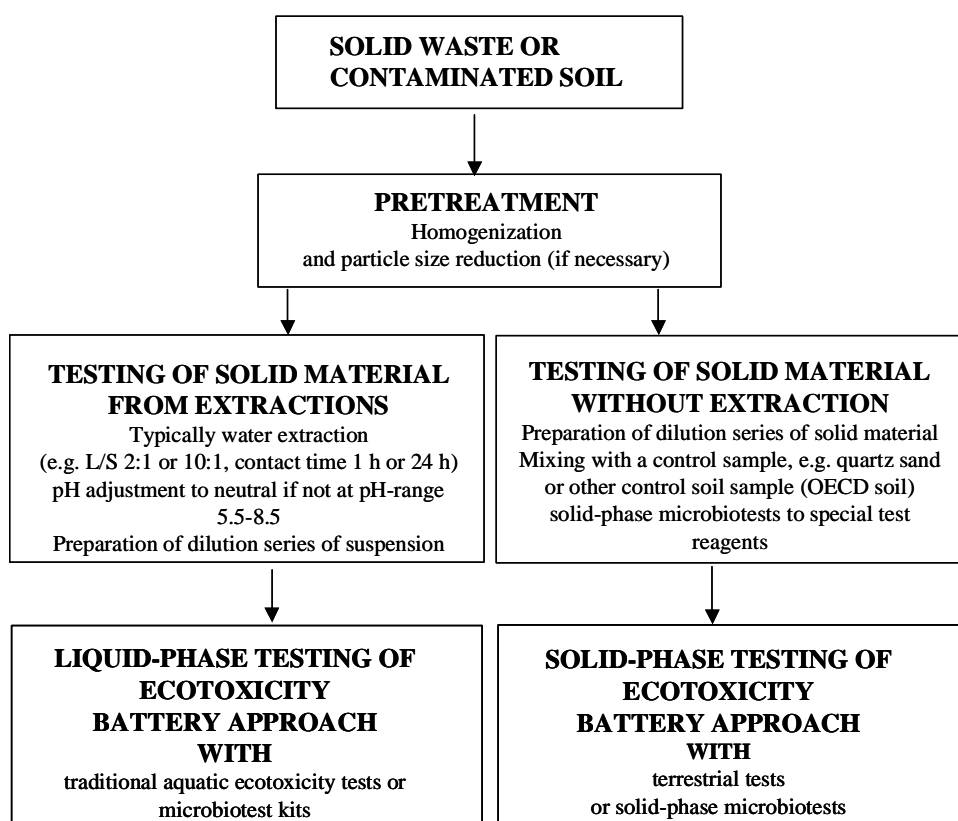 SOLID WASTE OR
CONTAMINATED SOIL
PRETREATMENT
Homogenization
and particle size reduction (if necessary)
TESTING OF SOLID MATERIAL
FROM EXTRACTIONS
Typically water extraction
(e.g. L/S 2:1 or 10:1, contact time 1 h or 24 h)
pH adjustment to neutral if not at pH-range
5.5-8.5
Preparation of dilution series of suspension
TESTING OF SOLID MATERIAL
WITHOUT EXTRACTION
Preparation of dilution series of solid material
Mixing with a control sample, e.g. quartz sand
or other control soil sample (OECD soil)
solid-phase microbiotests to special test
reagents
LIQUID-PHASE TESTING OF
ECOTOXICITY
BATTERY APPROACH
WITH
traditional aquatic ecotoxicity tests or
microbiotest kits
SOLID-PHASE TESTING OF
ECOTOXICITY
BATTERY APPROACH
WITH
terrestrial tests
or solid-phase microbiotests